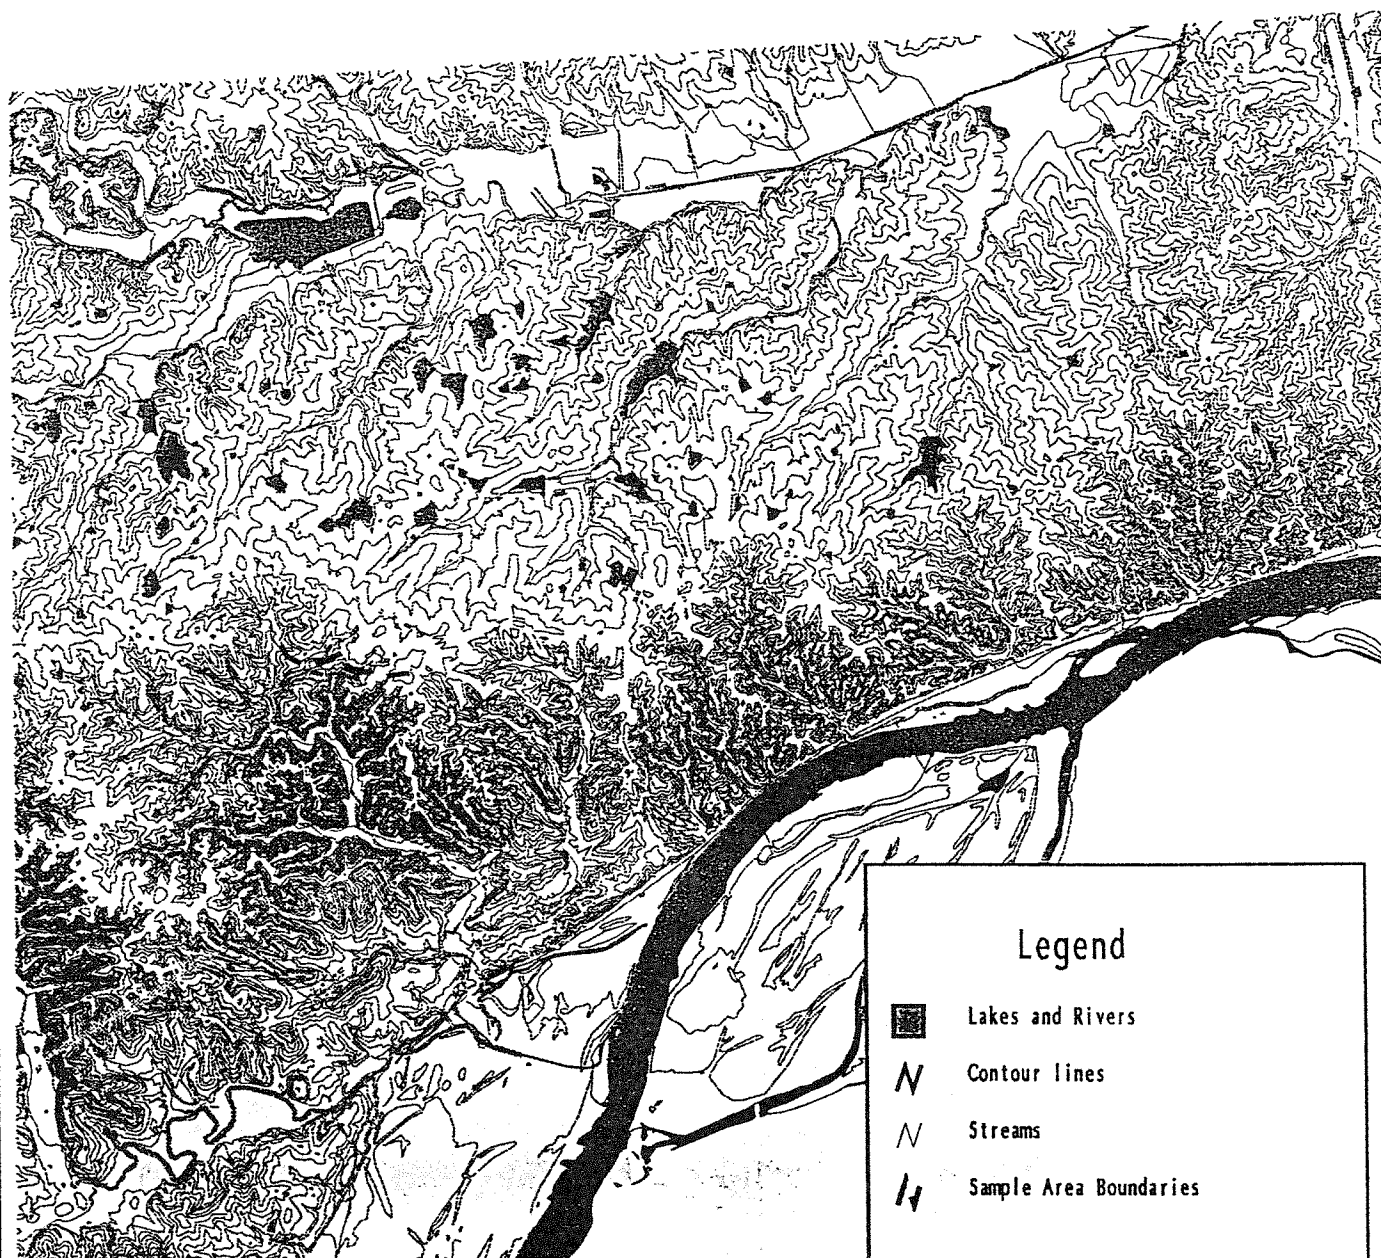 Legend
Lakes and Rivers
Contour lines
Streams
Sample Area Boundaries